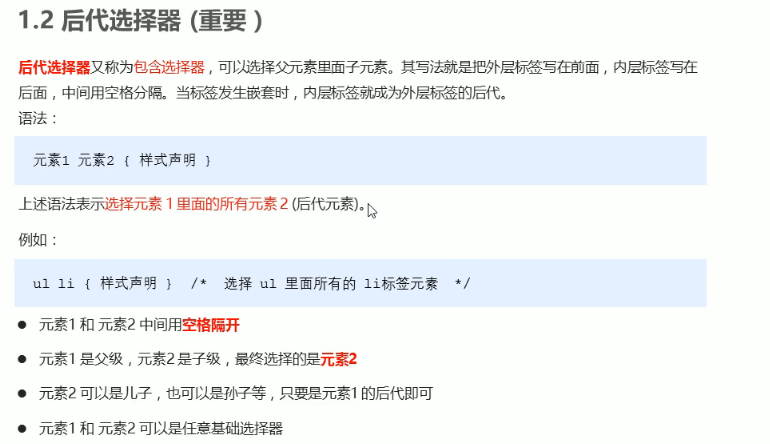 1.2 后代选择器 (重要)
后代选择器又称为包含选择器，可以选择父元素里面子元素。其写法就是把外层标签写在前面，内层标签写在
后面，中间用空格分隔。当标签发生嵌套时，内层标签就成为外层标签的后代。
语法：
元素1 元素2 { 样式声明 }
上述语法表示选择元素 1 里面的所有元素 2 (后代元素)。
例如：
ul li { 样式声明 } /* 选择 ul 里面所有的 li标签元素 */
● 元素1 和 元素2 中间用空格隔开
● 元素1 是父级，元素2 是子级，最终选择的是元素2
● 元素2 可以是儿子，也可以是孙子等，只要是元素1 的后代即可
● 元素1 和 元素2 可以是任意基础选择器